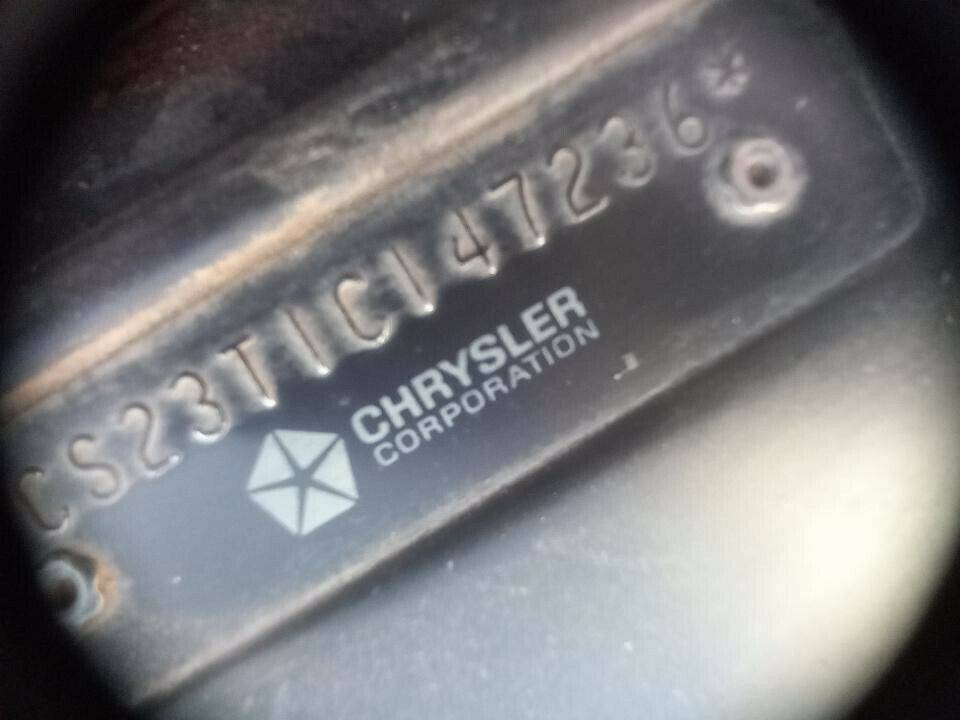 CS23T1C147236*
CHRYSLER
CORPORATION